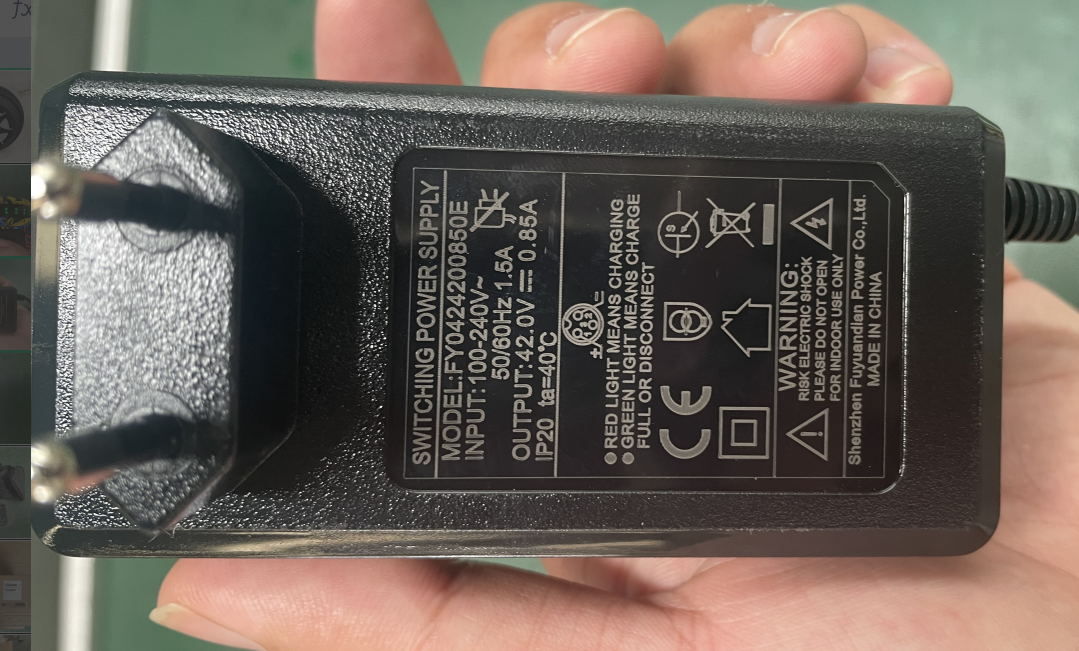 SWITCHING POWER SUPPLY
MODEL:FY0424200850E
INPUT:100-240V~
50/60Hz 1.5A
OUTPUT:42.0V⎓0.85A
IP20 ta=40℃
●RED LIGHT MEANS CHARGING
●GREEN LIGHT MEANS CHARGE
FULL OR DISCONNECT
CE
WARNING:
RISK ELECTRIC SHOCK
PLEASE DO NOT OPEN
FOR INDOOR USE ONLY
Shenzhen Fuyuandian Power Co.,Ltd.
MADE IN CHINA